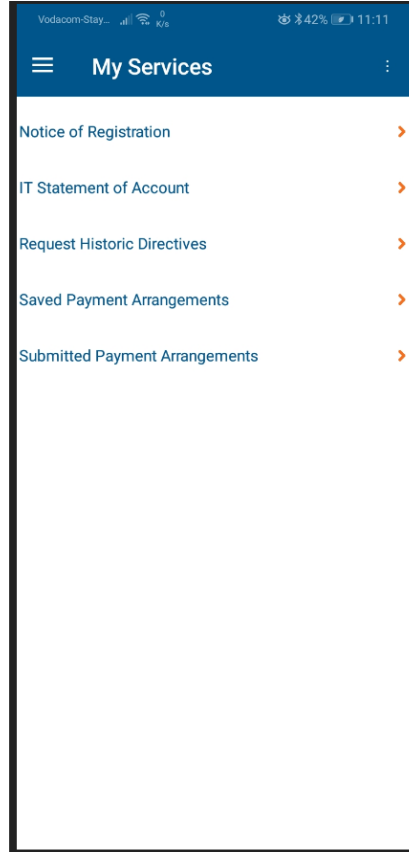 Vodacom-Stay... 0 K/s 42% 11:11
My Services
Notice of Registration
IT Statement of Account
Request Historic Directives
Saved Payment Arrangements
Submitted Payment Arrangements